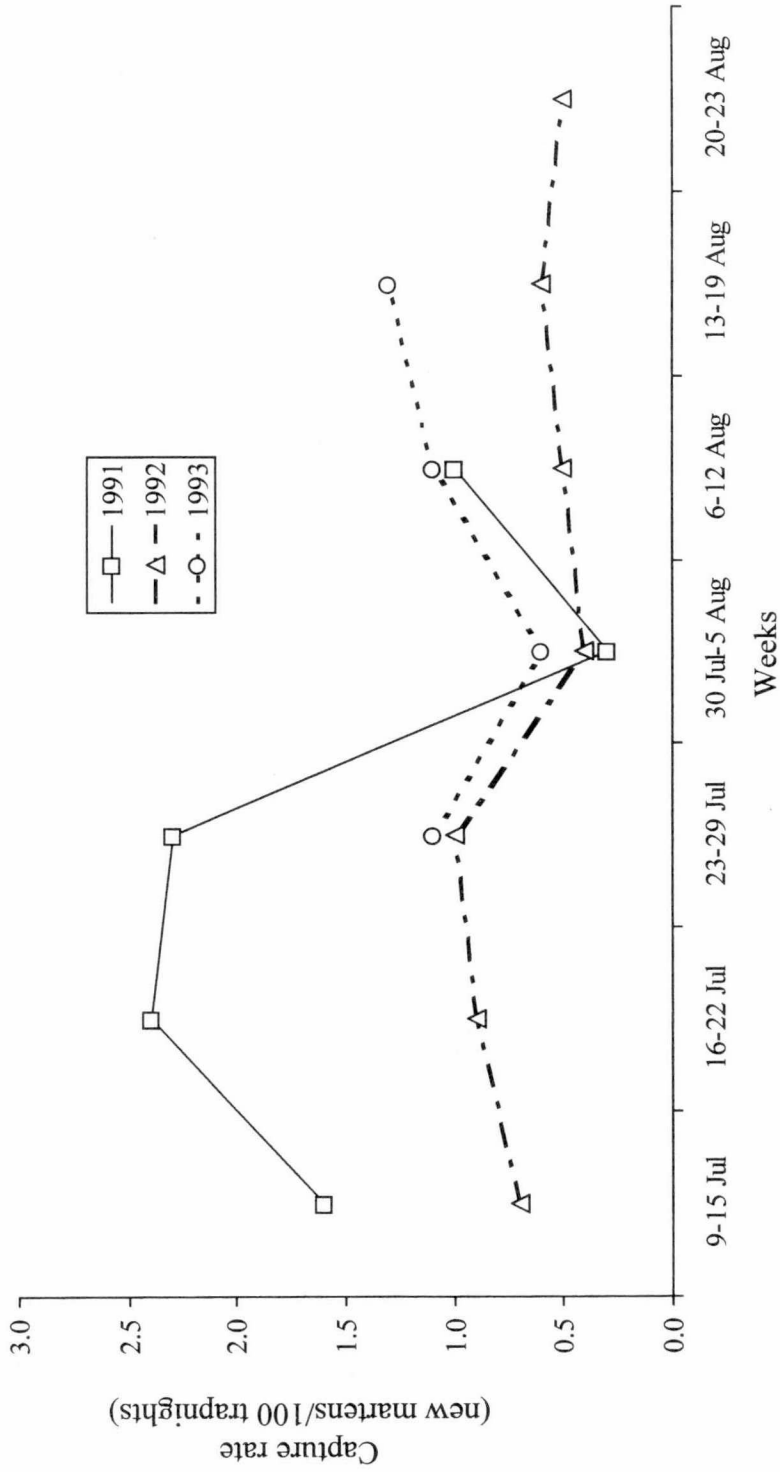 Capture rate
(new martens/100 trapnights)
3.0
2.5
2.0
1.5
1.0
0.5
0.0
1991
1992
1993
9-15 Jul
16-22 Jul
23-29 Jul
30 Jul-5 Aug
6-12 Aug
13-19 Aug
20-23 Aug
Weeks